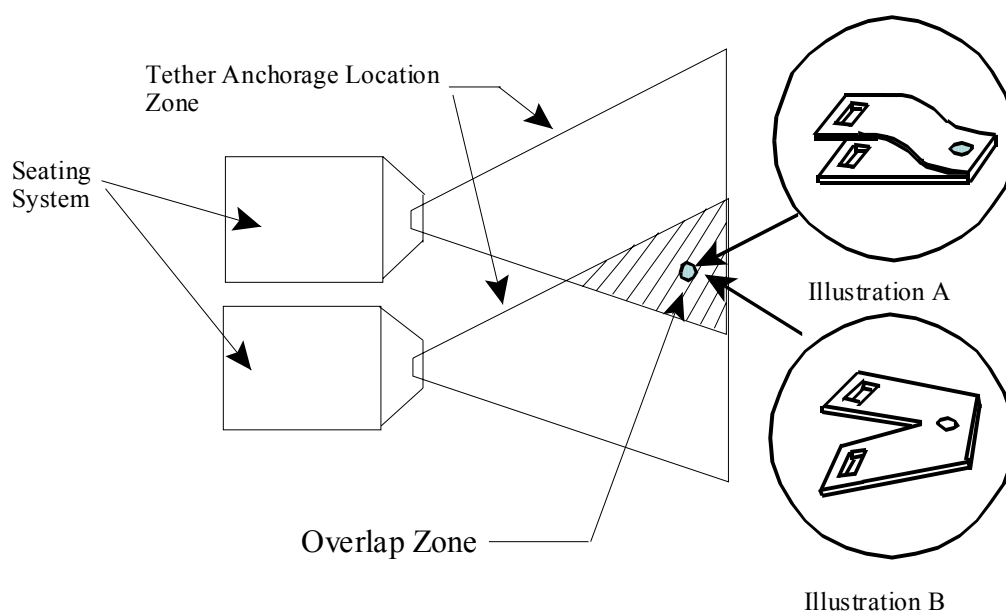 Tether Anchorage Location
Zone
Seating
System
Illustration A
Overlap Zone
Illustration B